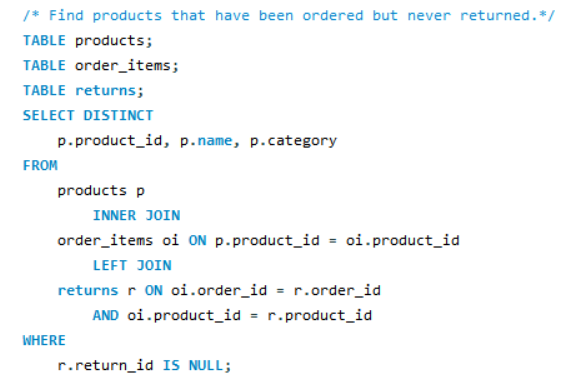 /* Find products that have been ordered but never returned.*/
TABLE products;
TABLE order_items;
TABLE returns;
SELECT DISTINCT
p.product_id, p.name, p.category
FROM
products p
INNER JOIN
order_items oi ON p.product_id = oi.product_id
LEFT JOIN
returns r ON oi.order_id = r.order_id
AND oi.product_id = r.product_id
WHERE
r.return_id IS NULL;